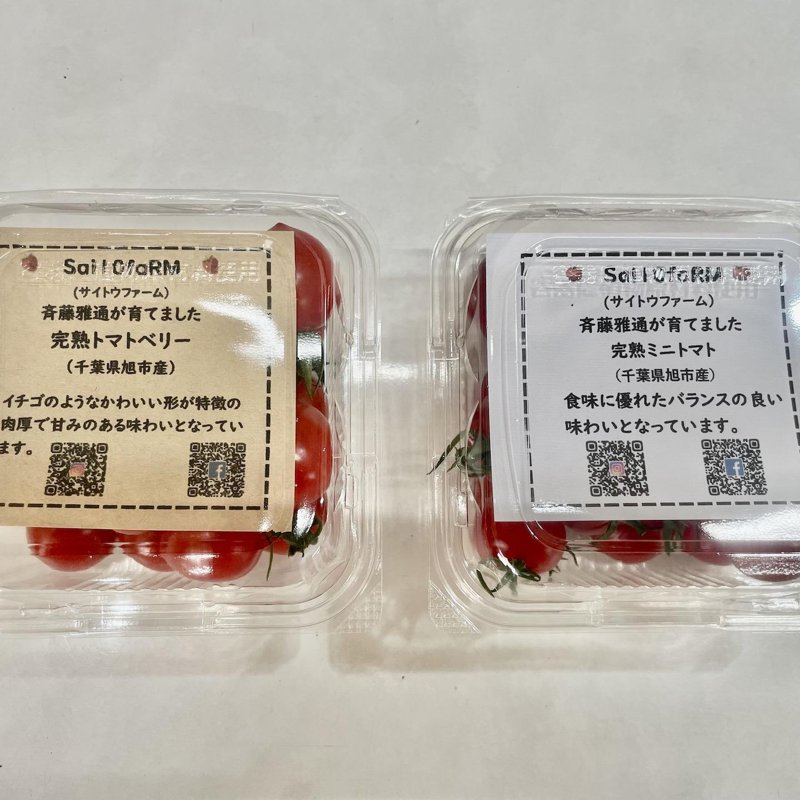 SaitOfaRM
(サイトウファーム)
斉藤雅通が育てました
完熟トマトベリー
(千葉県旭市産)
イチゴのようなかわいい形が特徴の
肉厚で甘みのある味わいとなってい
ます。
SaitOfaRM
(サイトウファーム)
斉藤雅通が育てました
完熟ミニトマト
(千葉県旭市産)
食味に優れたバランスの良い
味わいとなっています。